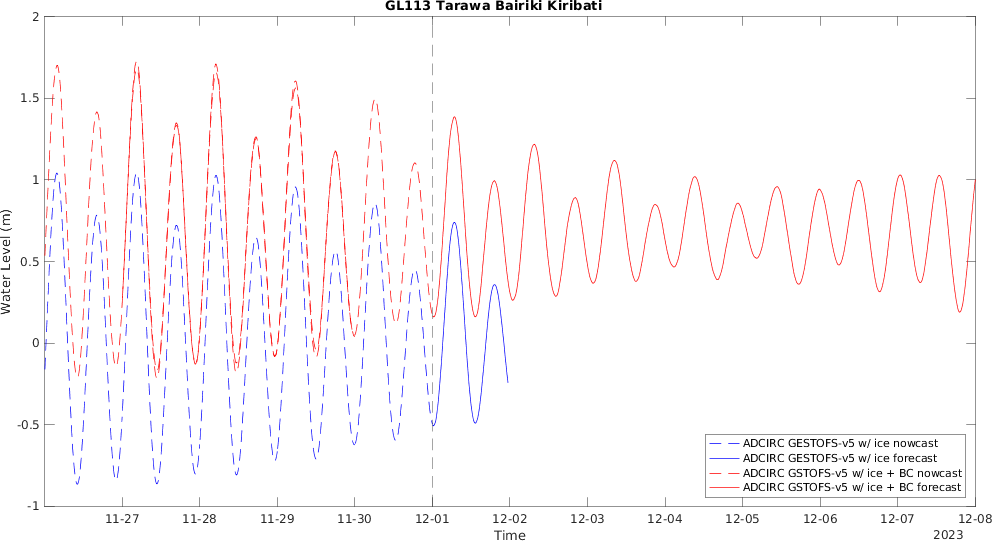 GL113 Tarawa Bairiki Kiribati
2
1.5
1
0.5
0
-0.5
-1
Water Level (m)
ADCIRC GESTOFS-v5 w/ ice nowcast
ADCIRC GESTOFS-v5 w/ ice forecast
ADCIRC GSTOFS-v5 w/ ice + BC nowcast
ADCIRC GSTOFS-v5 w/ ice + BC forecast
11-27 11-28 11-29 11-30 12-01 12-02 12-03 12-04 12-05 12-06 12-07 12-08
Time
2023